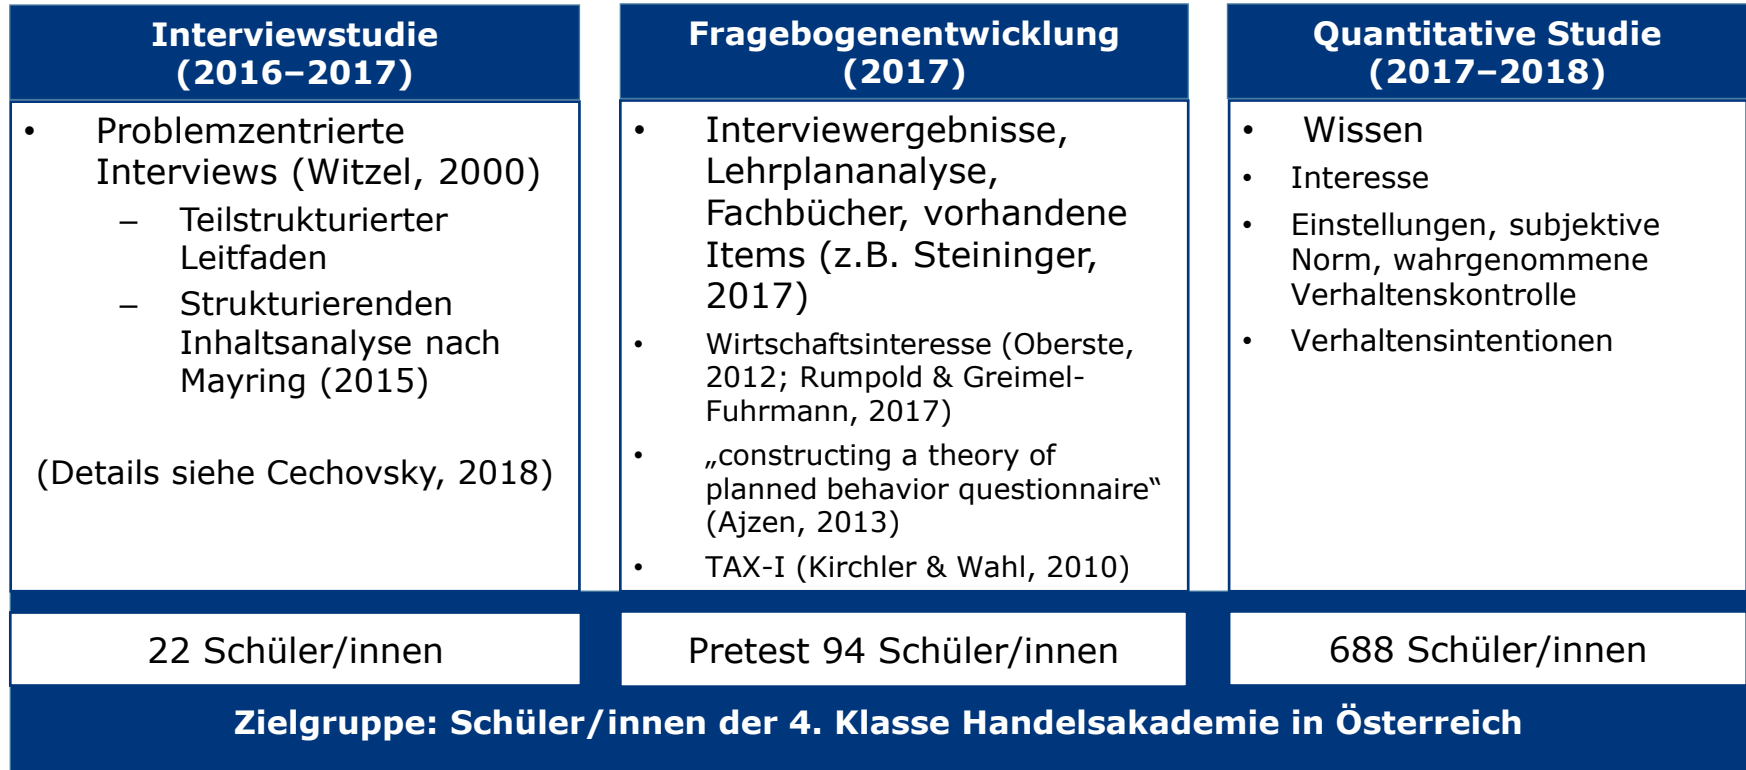 Interviewstudie
(2016–2017)
• Problemzentrierte
Interviews (Witzel, 2000)
– Teilstrukturierter
Leitfaden
– Strukturierenden
Inhaltsanalyse nach
Mayring (2015)
(Details siehe Cechovsky, 2018)
22 Schüler/innen
Fragebogenentwicklung
(2017)
• Interviewergebnisse,
Lehrplananalyse,
Fachbücher, vorhandene
Items (z.B. Steininger,
2017)
• Wirtschaftsinteresse (Oberste,
2012; Rumpold & Greimel-
Fuhrmann, 2017)
• „constructing a theory of
planned behavior questionnaire“
(Ajzen, 2013)
• TAX-I (Kirchler & Wahl, 2010)
Pretest 94 Schüler/innen
Quantitative Studie
(2017–2018)
• Wissen
• Interesse
• Einstellungen, subjektive
Norm, wahrgenommene
Verhaltenskontrolle
• Verhaltensintentionen
688 Schüler/innen
Zielgruppe: Schüler/innen der 4. Klasse Handelsakademie in Österreich